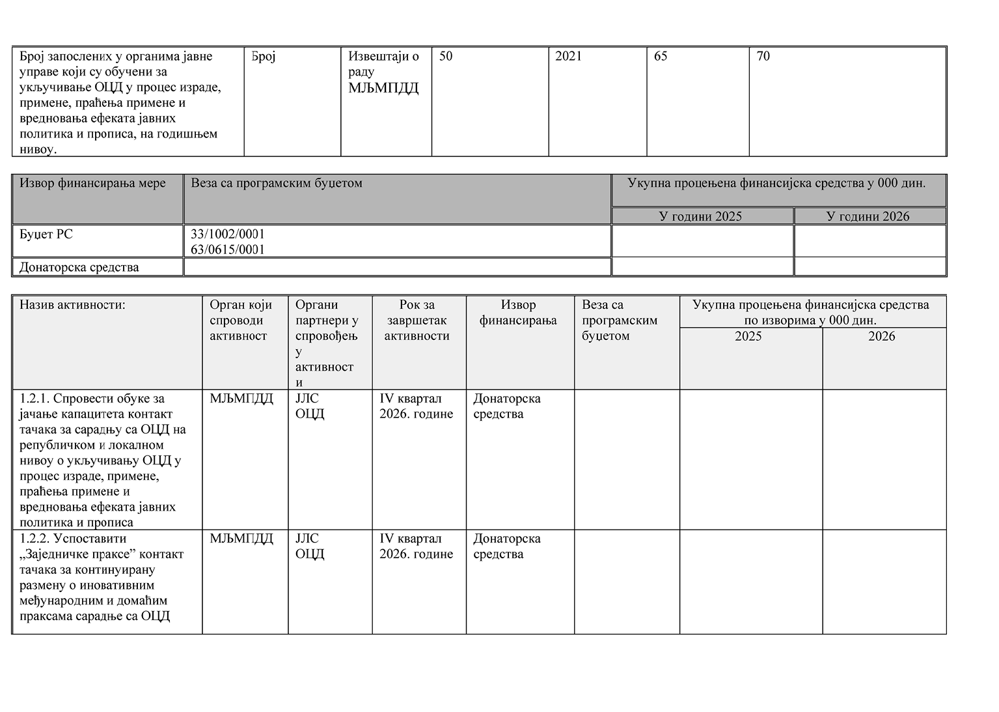 Број запослених у органима јавне
управе који су обучени за
укључивање ОЦД у процес израде,
примене, праћења примене и
вредновања ефеката јавних
политика и прописа, на годишњем
нивоу.
Број
Извештаји о
раду
МЉМПДД
50
2021
65
70
Извор финансирања мере
Веза са програмским буџетом
Укупна процењена финансијска средства у 000 дин.
У години 2025
У години 2026
Буџет РС
33/1002/0001
63/0615/0001
Донаторска средства
Назив активности:
Орган који
спроводи
активност
Органи
партнери у
спровођењ
у
активност
и
Рок за
завршетак
активности
Извор
финансирања
Веза са
програмским
буџетом
Укупна процењена финансијска средства
по изворима у 000 дин.
2025
2026
1.2.1. Спровести обуке за
јачање капацитета контакт
тачака за сарадњу са ОЦД на
републичком и локалном
нивоу о укључивању ОЦД у
процес израде, примене,
праћења примене и
вредновања ефеката јавних
политика и прописа
МЉМПДД
ЈЛС
ОЦД
IV квартал
2026. године
Донаторска
средства
1.2.2. Успоставити
„Заједничке праксе” контакт
тачака за континуирану
размену о иновативним
међународним и домаћим
праксама сарадње са ОЦД
МЉМПДД
ЈЛС
ОЦД
IV квартал
2026. године
Донаторска
средства